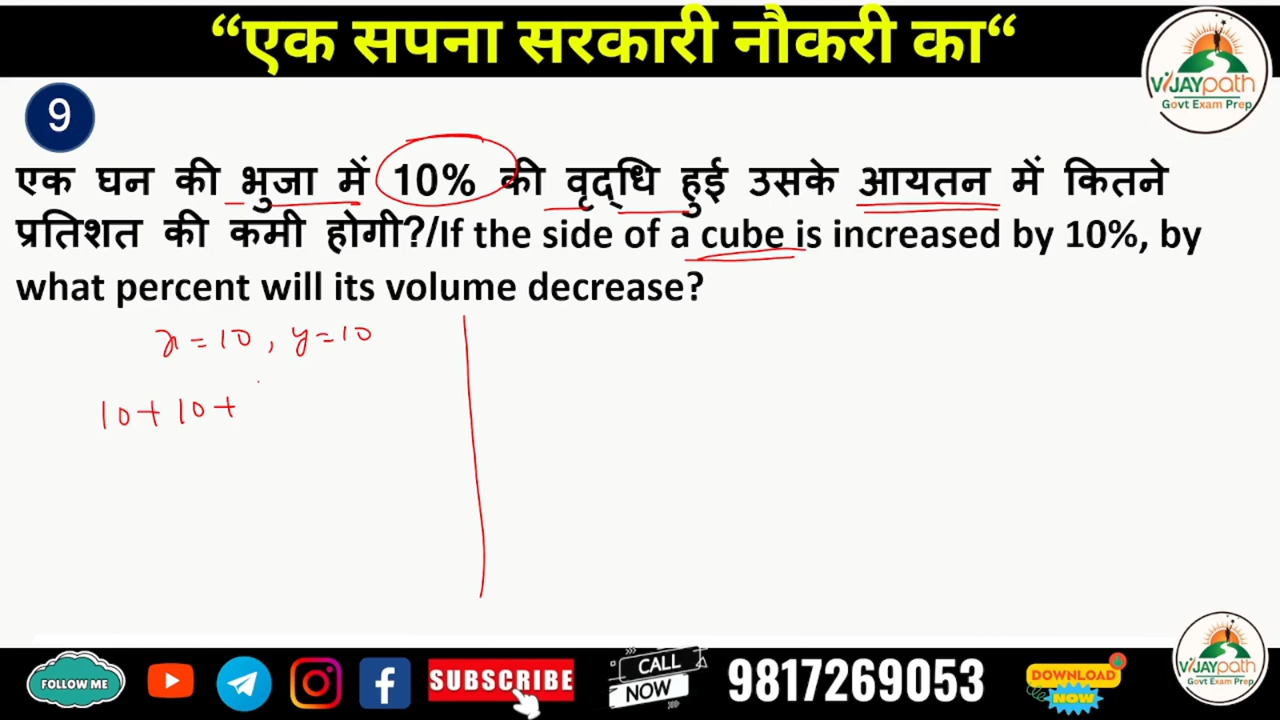 “एक सपना सरकारी नौकरी का“
VIJAYpath
Govt Exam Prep
9
एक घन की भुजा में 10% की वृद्धि हुई उसके आयतन में कितने
प्रतिशत की कमी होगी?/If the side of a cube is increased by 10%, by
what percent will its volume decrease?
x = 10, y = 10
10 + 10 +
FOLLOW ME
SUBSCRIBE
CALL
NOW
9817269053
DOWNLOAD
NOW
VIJAYpath
Govt Exam Prep